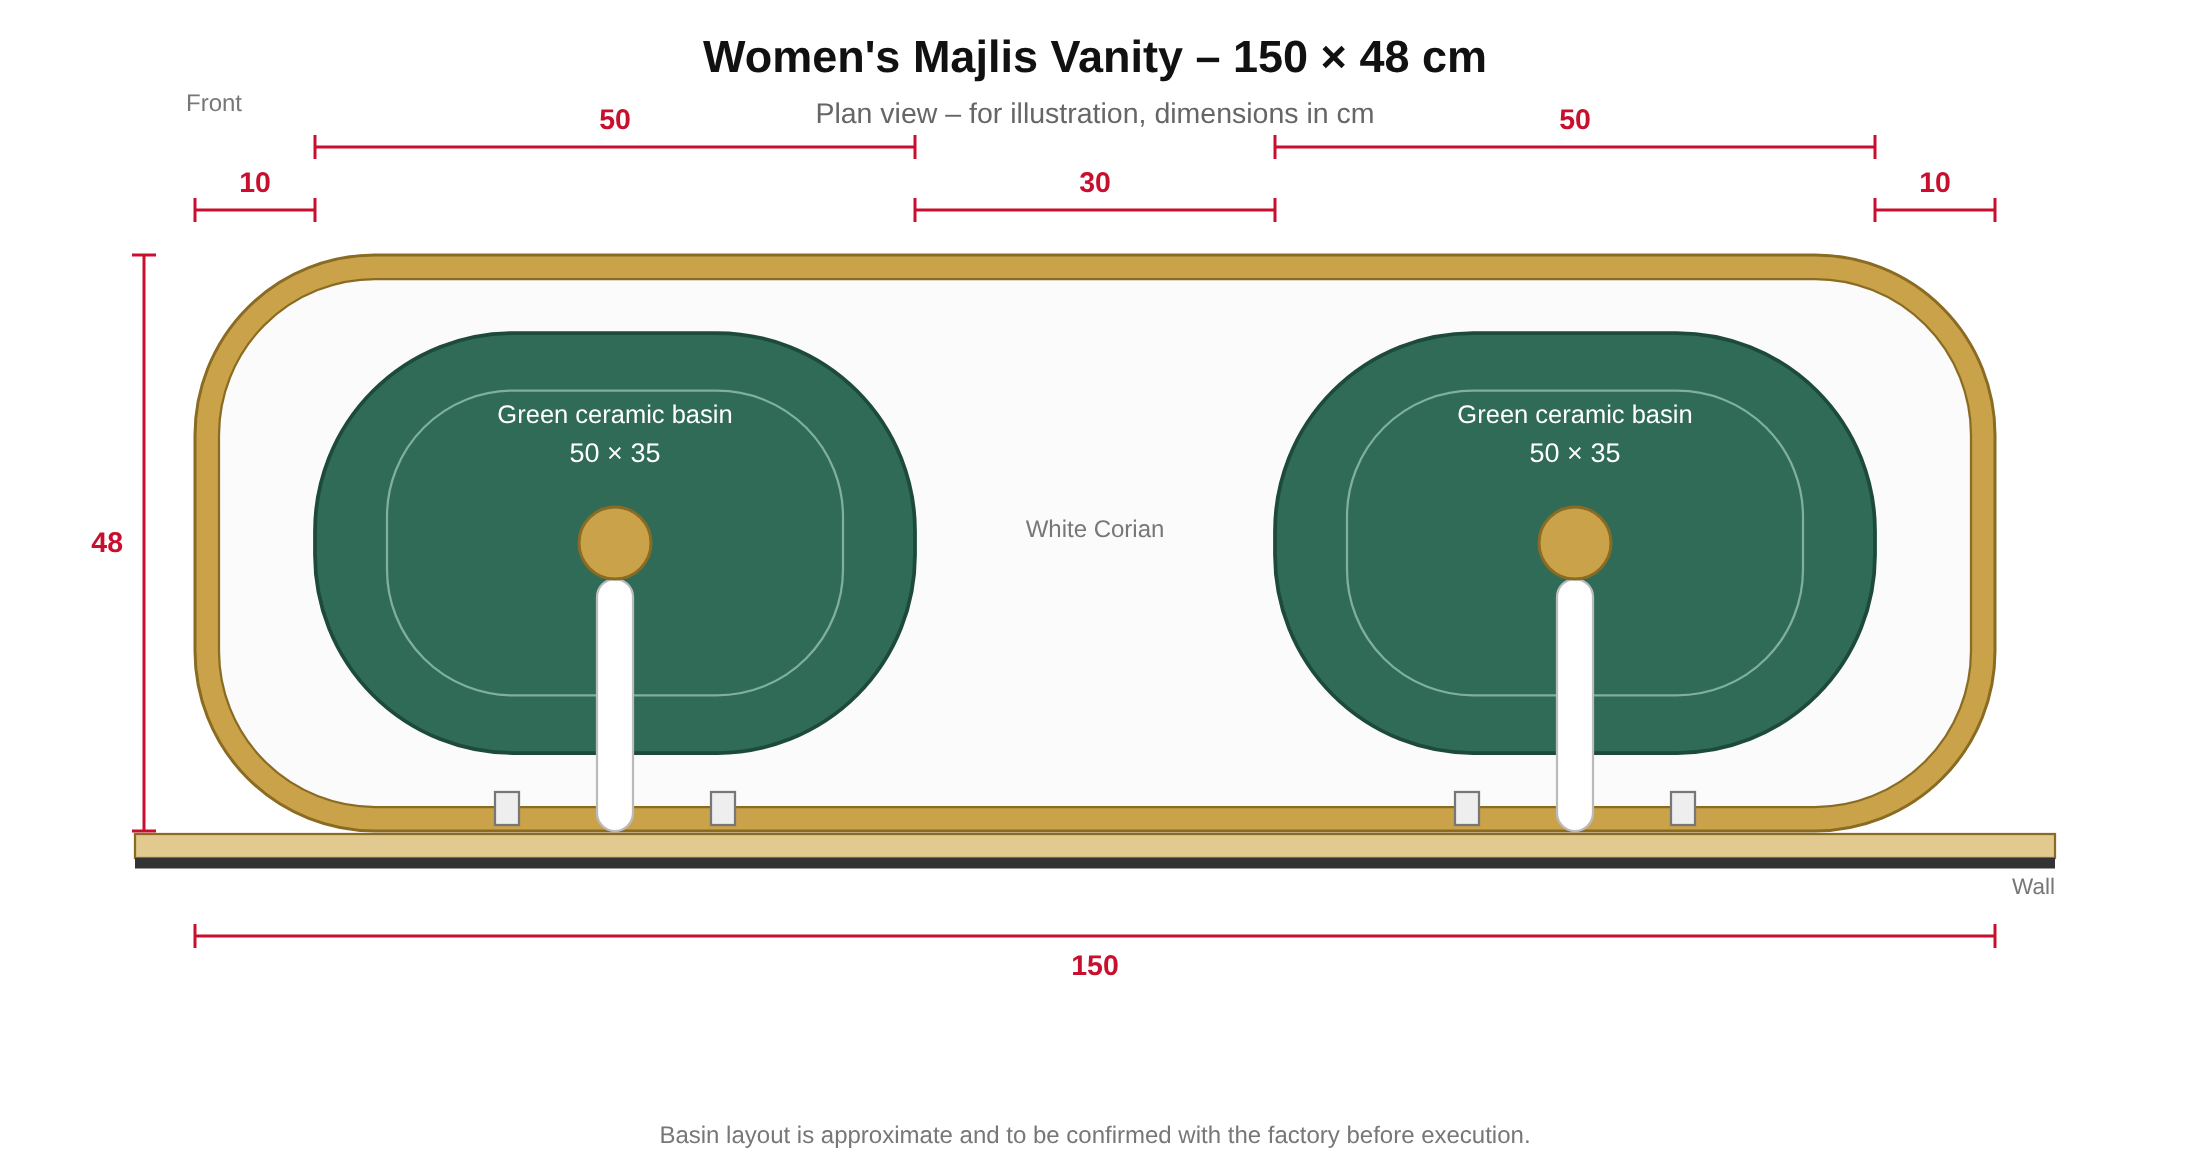 Women's Majlis Vanity – 150 × 48 cm
Front
Plan view – for illustration, dimensions in cm
50
50
10
30
10
Green ceramic basin
50 × 35
Green ceramic basin
50 × 35
White Corian
48
Wall
150
Basin layout is approximate and to be confirmed with the factory before execution.